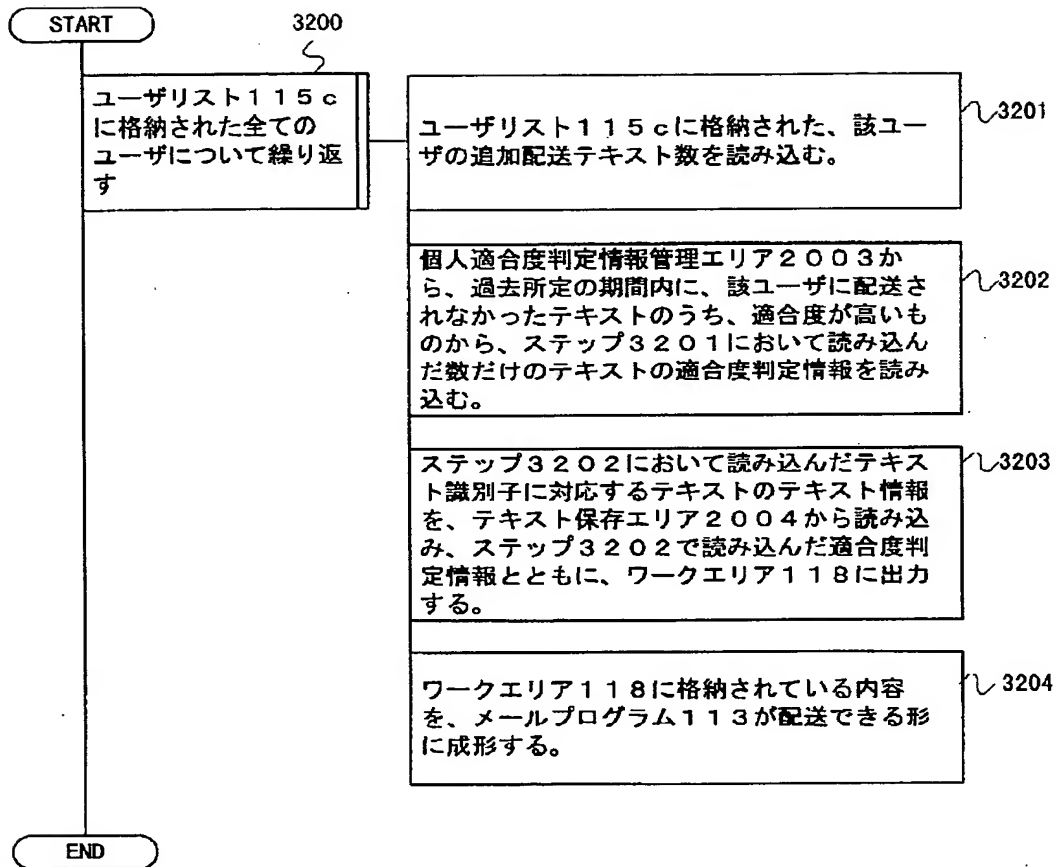 START
3200
ユーザリスト115c
に格納された全ての
ユーザについて繰り返
す
ユーザリスト115cに格納された、該ユー
ザの追加配送テキスト数を読み込む。
3201
個人適合度判定情報管理エリア2003か
ら、過去所定の期間内に、該ユーザに配送さ
れなかったテキストのうち、適合度が高いも
のから、ステップ3201において読み込ん
だ数だけのテキストの適合度判定情報を読み
込む。
3202
ステップ3202において読み込んだテキス
ト識別子に対応するテキストのテキスト情報
を、テキスト保存エリア2004から読み込
み、ステップ3202で読み込んだ適合度判
定情報とともに、ワークエリア118に出力
する。
3203
ワークエリア118に格納されている内容
を、メールプログラム113が配送できる形
に成形する。
3204
END